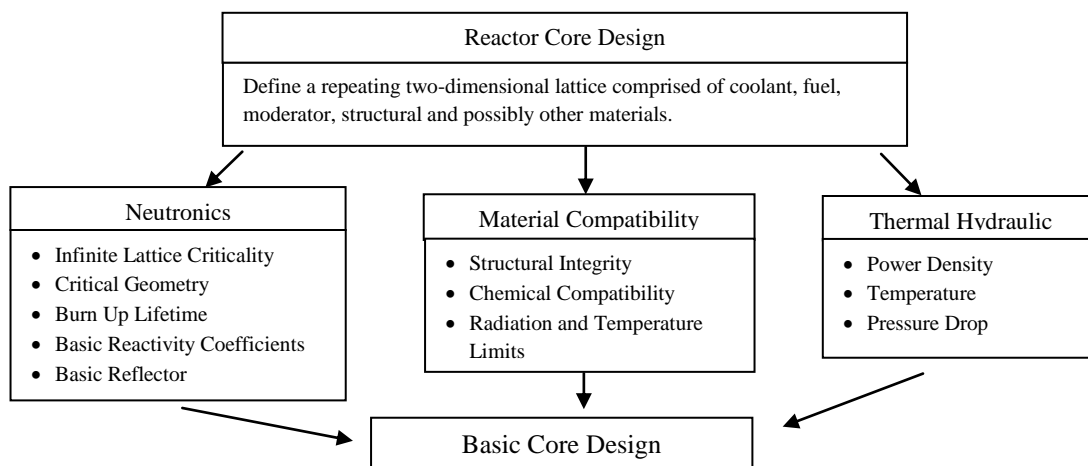 Reactor Core Design
Define a repeating two-dimensional lattice comprised of coolant, fuel,
moderator, structural and possibly other materials.
Neutronics
• Infinite Lattice Criticality
• Critical Geometry
• Burn Up Lifetime
• Basic Reactivity Coefficients
• Basic Reflector
Material Compatibility
• Structural Integrity
• Chemical Compatibility
• Radiation and Temperature
Limits
Thermal Hydraulic
• Power Density
• Temperature
• Pressure Drop
Basic Core Design